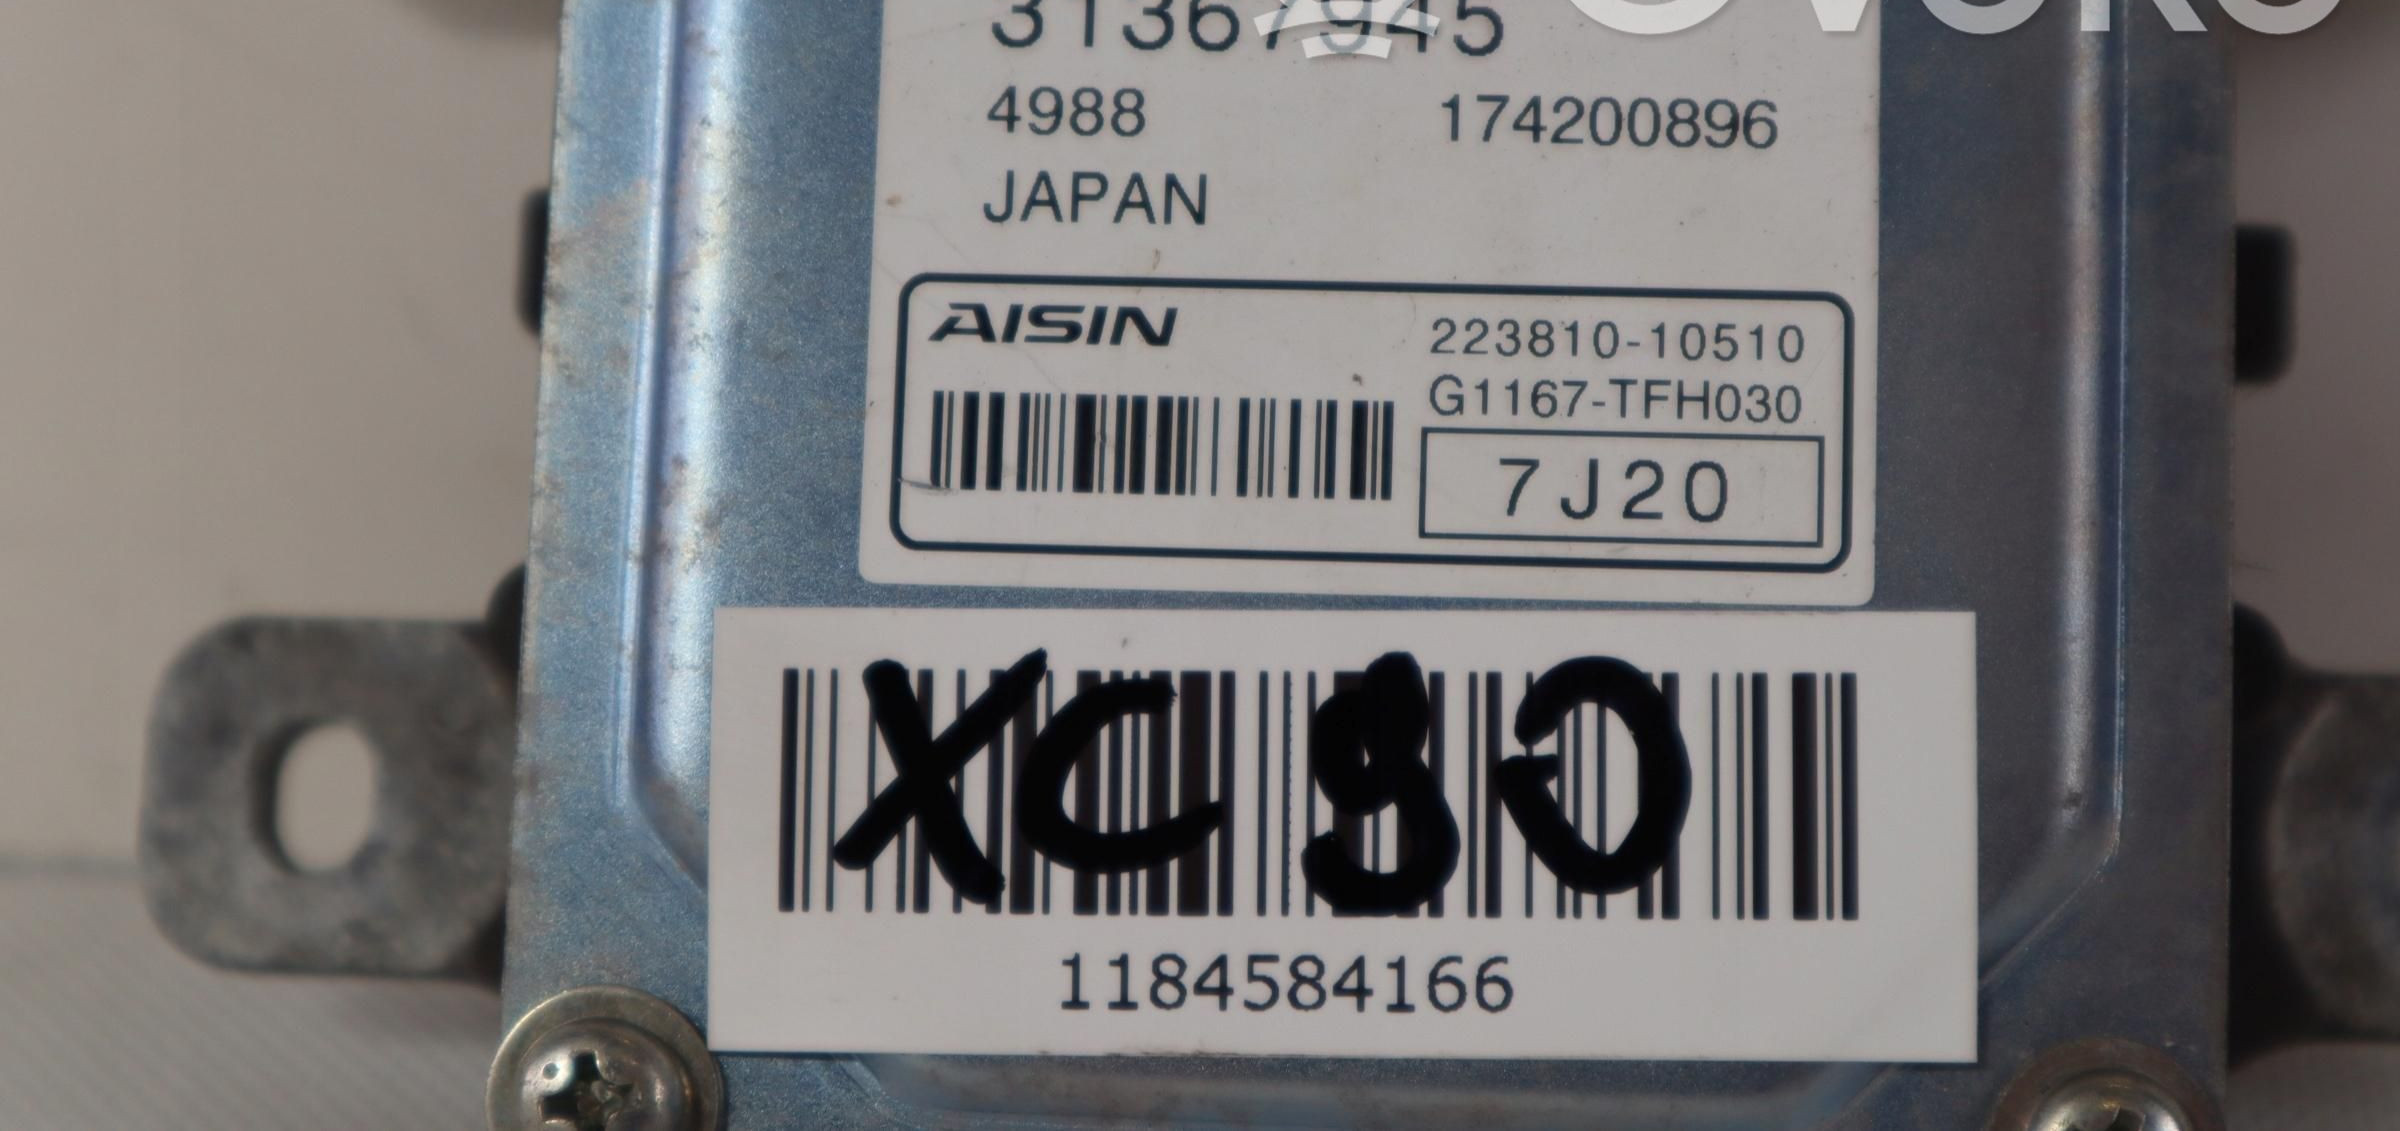 31367945
4988 174200896
JAPAN
AISIN
223810-10510
G1167-TFH030
7J20
XC 90
1184584166